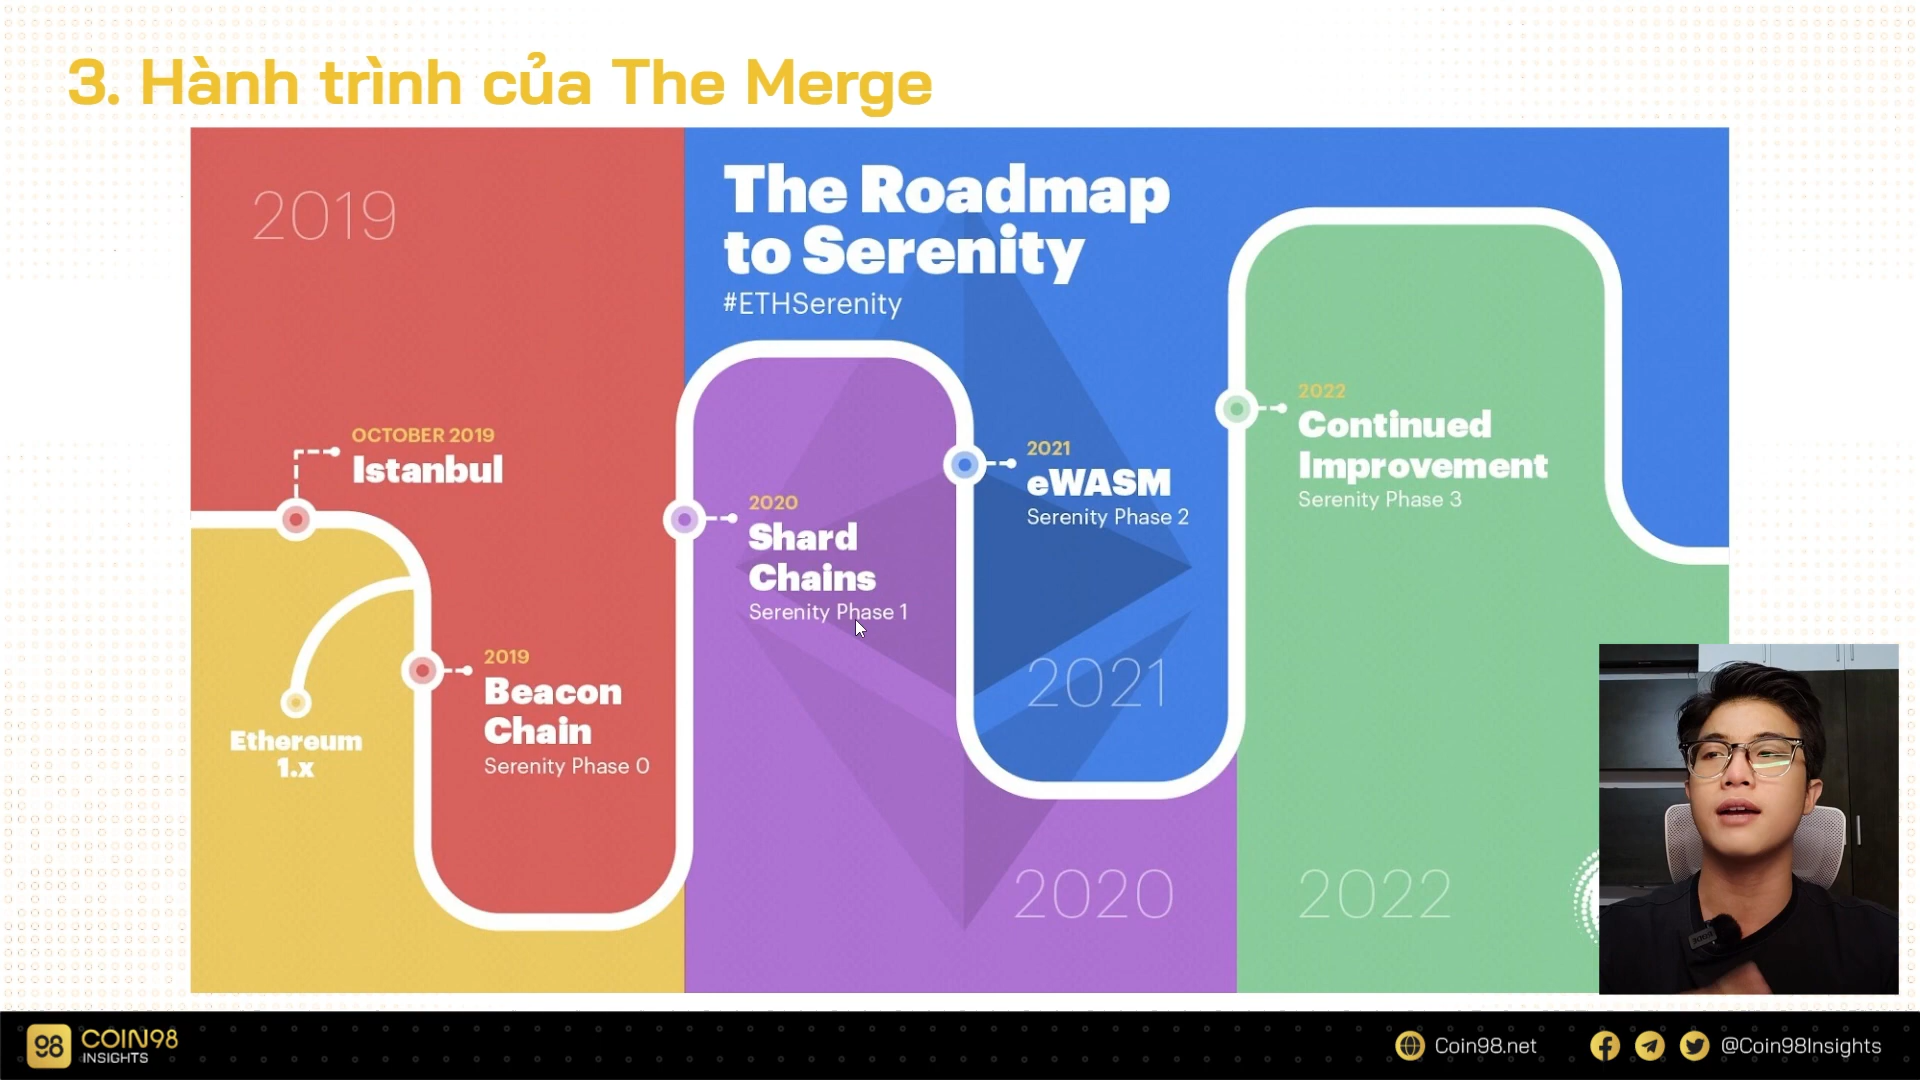 3. Hành trình của The Merge
2019
The Roadmap
to Serenity
#ETHSerenity
OCTOBER 2019
Istanbul
Ethereum
1.x
2019
Beacon
Chain
Serenity Phase 0
2020
Shard
Chains
Serenity Phase 1
2021
eWASM
Serenity Phase 2
2021
2022
Continued
Improvement
Serenity Phase 3
2020
2022
98
COIN98
INSIGHTS
Coin98.net
@Coin98Insights